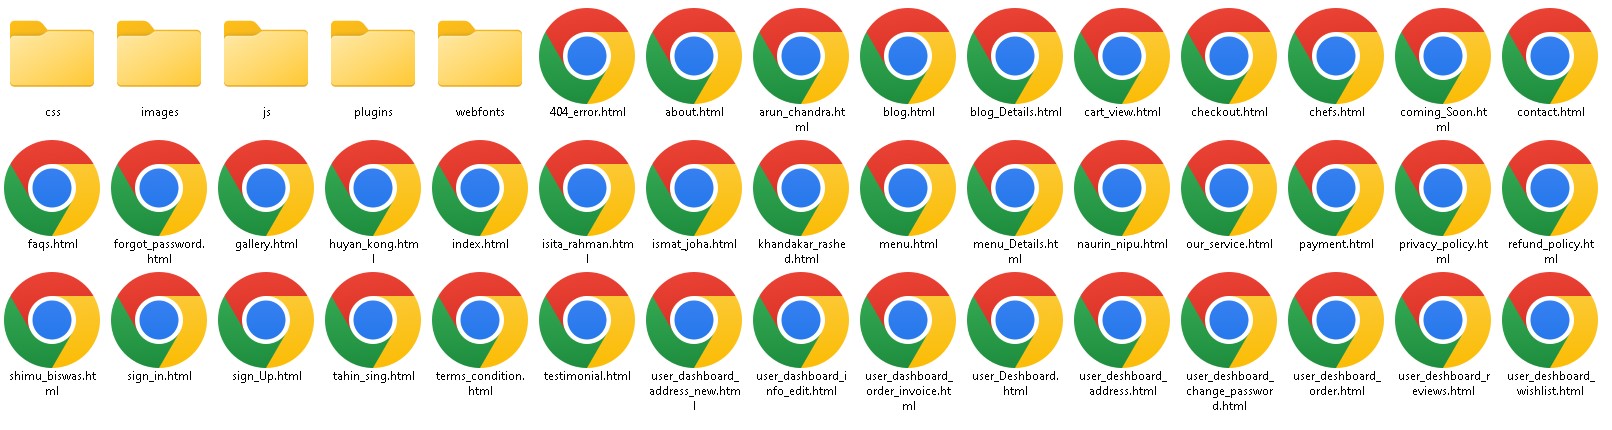 css
images
js
plugins
webfonts
404_error.html
about.html
arun_chandra.ht
ml
blog.html
blog_Details.html
cart_view.html
checkout.html
chefs.html
coming_Soon.ht
ml
contact.html
faqs.html
forgot_password.
html
gallery.html
huyan_kong.htm
l
index.html
isita_rahman.htm
l
ismat_joha.html
khandakar_rashe
d.html
menu.html
menu_Details.ht
ml
naurin_nipu.html
our_service.html
payment.html
privacy_policy.ht
ml
refund_policy.ht
ml
shimu_biswas.ht
ml
sign_in.html
sign_Up.html
tahin_sing.html
terms_condition.
html
testimonial.html
user_dashboard_
address_new.htm
l
user_dashboard_i
nfo_edit.html
user_dashboard_
order_invoice.ht
ml
user_Deshboard.
html
user_deshboard_
address.html
user_deshboard_
change_passwor
d.html
user_deshboard_
order.html
user_deshboard_r
eviews.html
user_deshboard_
wishlist.html